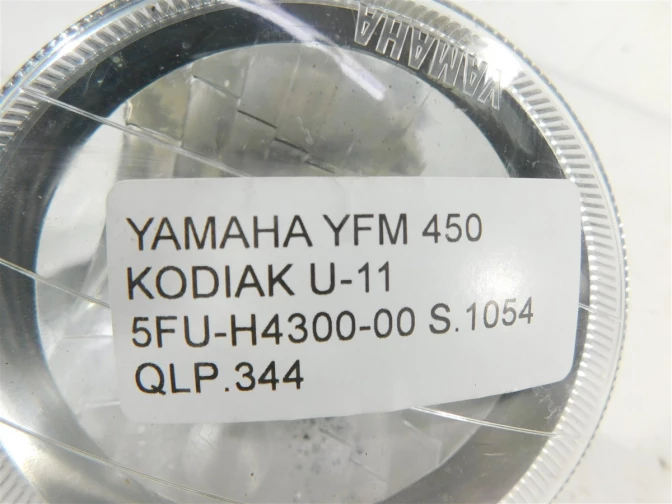 YAMAHA
YAMAHA YFM 450
KODIAK U-11
5FU-H4300-00 S.1054
QLP.344